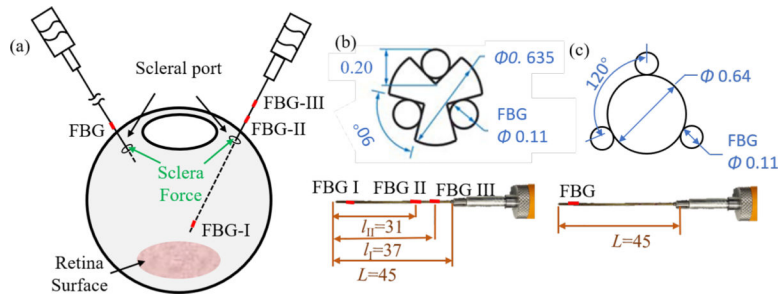 (a)
Scleral port
FBG-III
FBG-II
FBG
Sclera
Force
FBG-I
Retina
Surface
(b)
0.20
Φ0.635
90°
FBG
Φ 0.11
FBG I
FBG II
FBG III
lII=31
lI=37
L=45
(c)
120°
Φ 0.64
FBG
Φ 0.11
FBG
L=45